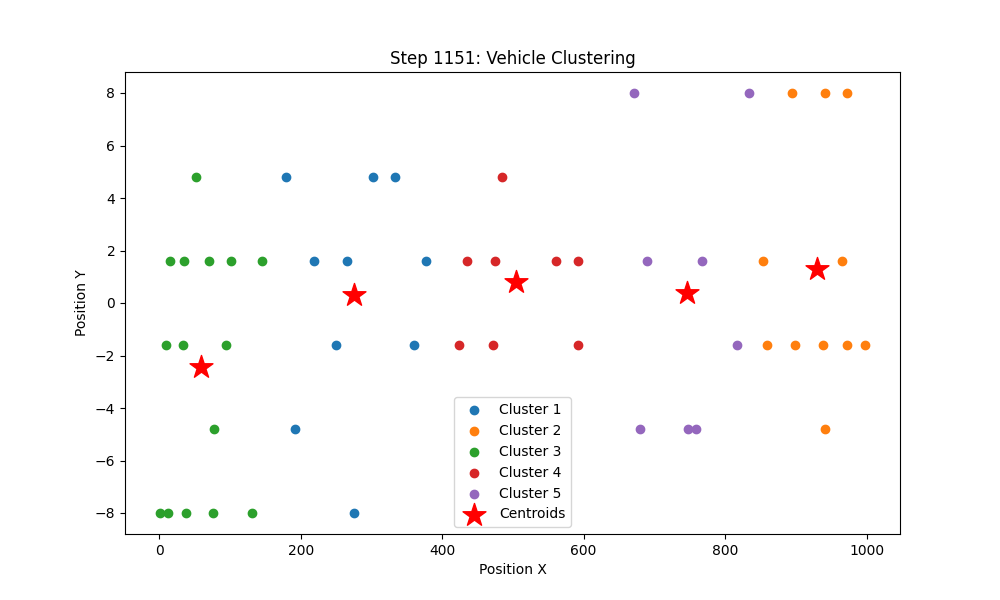 Step 1151: Vehicle Clustering
Position Y
8
6
4
2
0
−2
−4
−6
−8
Cluster 1
Cluster 2
Cluster 3
Cluster 4
Cluster 5
Centroids
0
200
400
600
800
1000
Position X